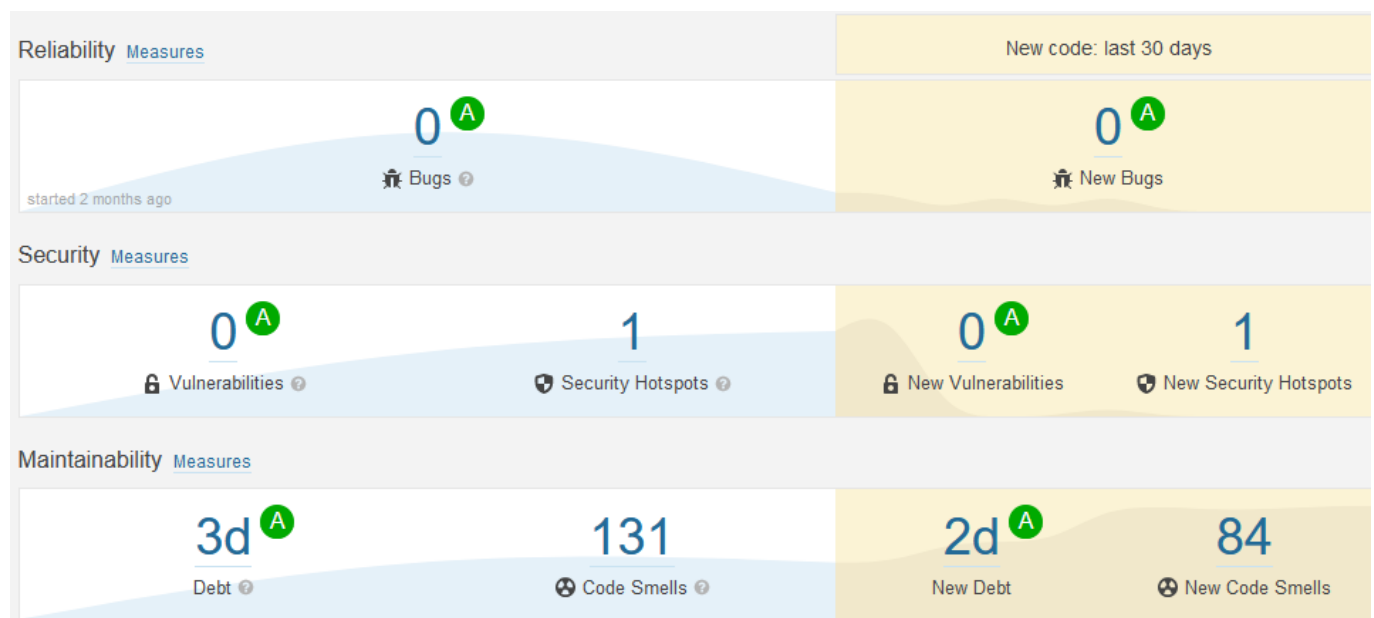 Reliability Measures
New code: last 30 days
0 A
Bugs ?
started 2 months ago
0 A
New Bugs
Security Measures
0 A
Vulnerabilities ?
1
Security Hotspots ?
0 A
New Vulnerabilities
1
New Security Hotspots
Maintainability Measures
3d A
Debt ?
131
Code Smells ?
2d A
New Debt
84
New Code Smells